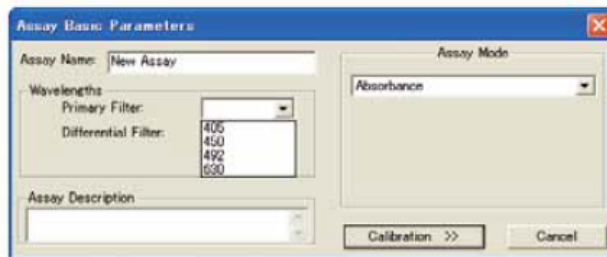 Assay Basic Parameters
Assay Name: New Assay
Wavelengths
Primary Filter:
Differential Filter:
405
450
492
630
Assay Description
Assay Mode
Absorbance
Calibration >>
Cancel